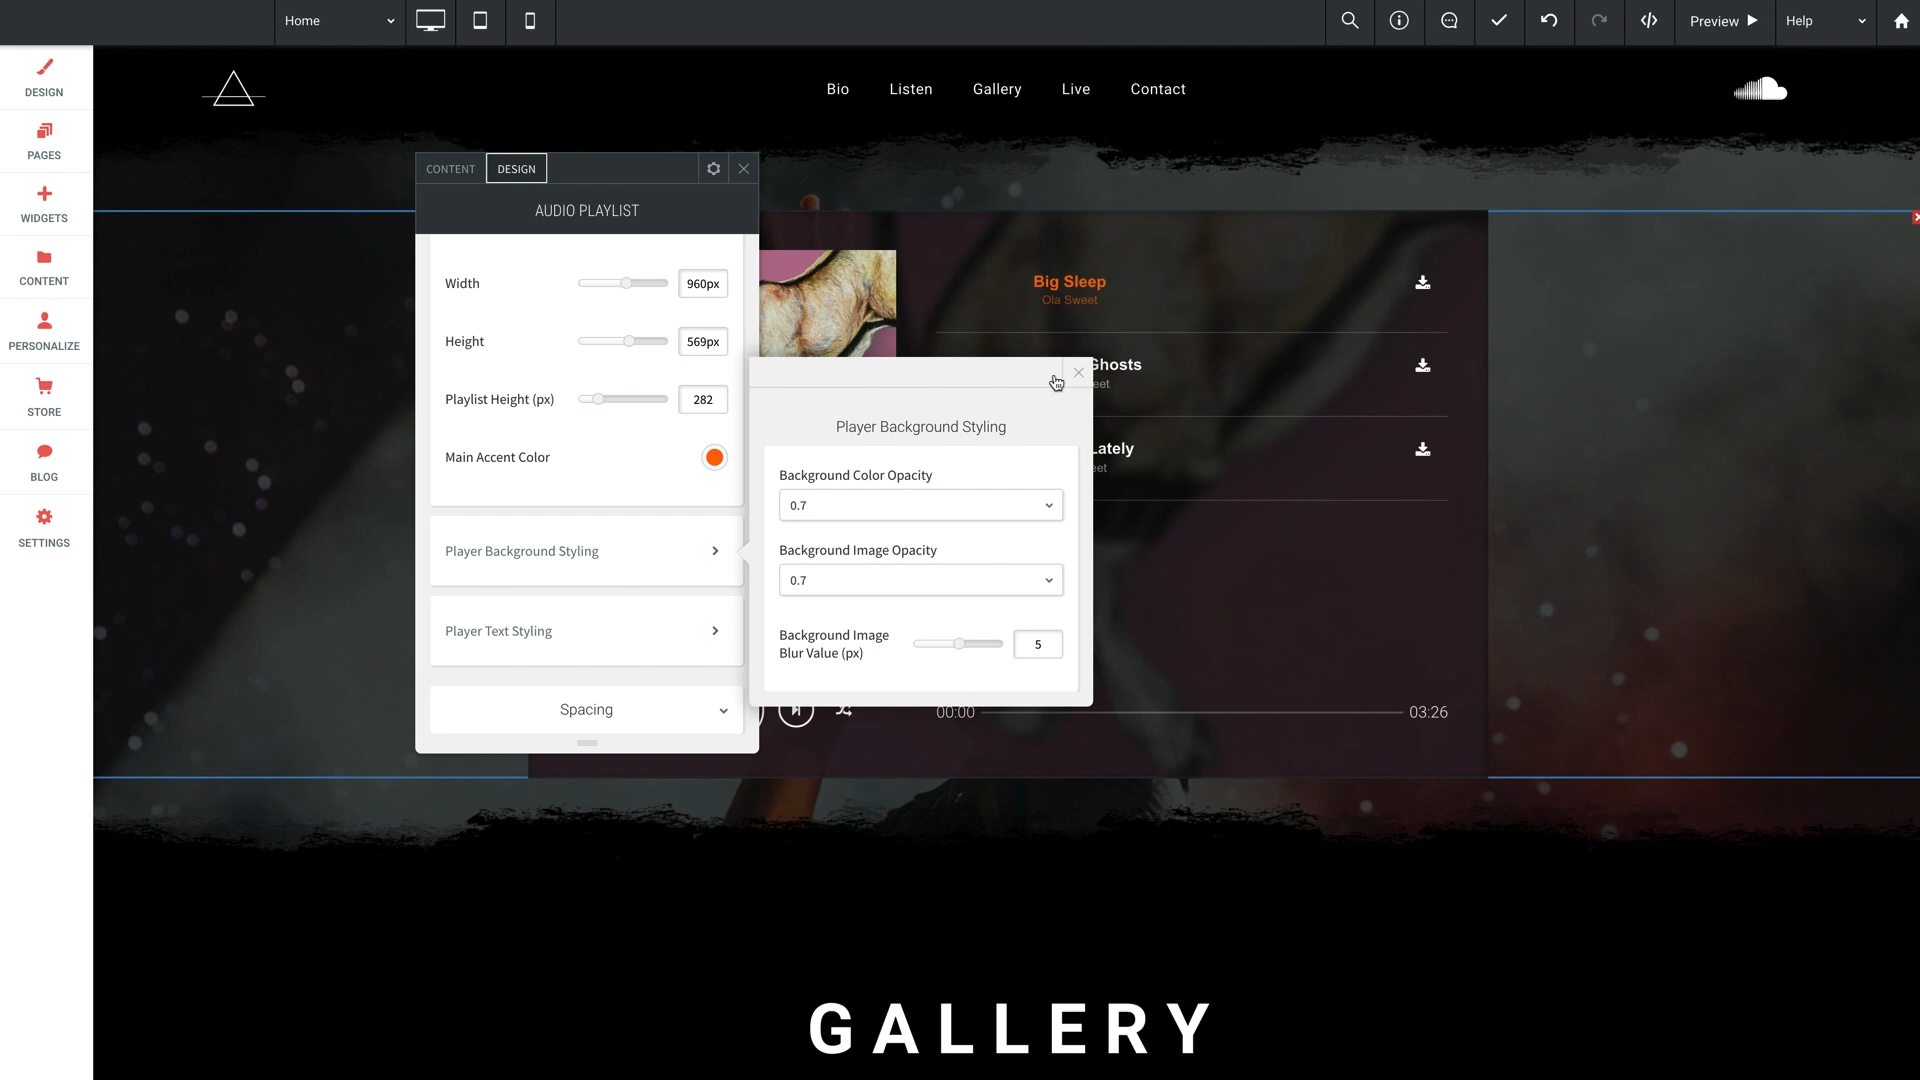 Home
Preview
Help
DESIGN
PAGES
WIDGETS
CONTENT
PERSONALIZE
STORE
BLOG
SETTINGS
Bio
Listen
Gallery
Live
Contact
CONTENT
DESIGN
AUDIO PLAYLIST
Width
960px
Height
569px
Playlist Height (px)
282
Main Accent Color
Player Background Styling
Player Text Styling
Spacing
Player Background Styling
Background Color Opacity
0.7
Background Image Opacity
0.7
Background Image
Blur Value (px)
5
Big Sleep
Ola Sweet
Ghosts
eet
Lately
eet
00:00
03:26
GALLERY